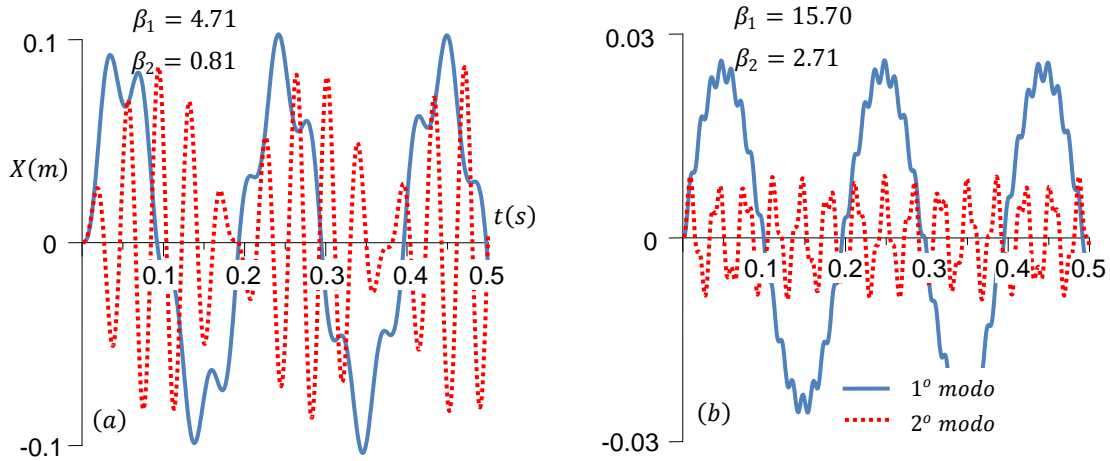 β₁ = 4.71
β₂ = 0.81
0.1
X(m)
t(s)
0
0.1
0.2
0.3
0.4
0.5
-0.1
(a)
β₁ = 15.70
β₂ = 2.71
0.03
0
0.1
0.2
0.3
0.4
0.5
-0.03
(b)
1º modo
2º modo